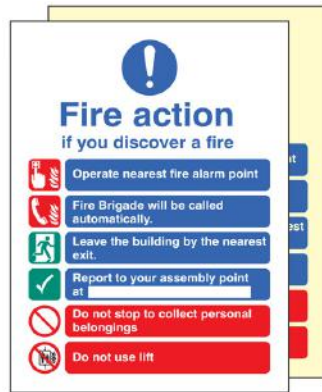 Fire action
if you discover a fire
Operate nearest fire alarm point
Fire Brigade will be called
automatically.
Leave the building by the nearest
exit.
Report to your assembly point
at
Do not stop to collect personal
belongings
Do not use lift